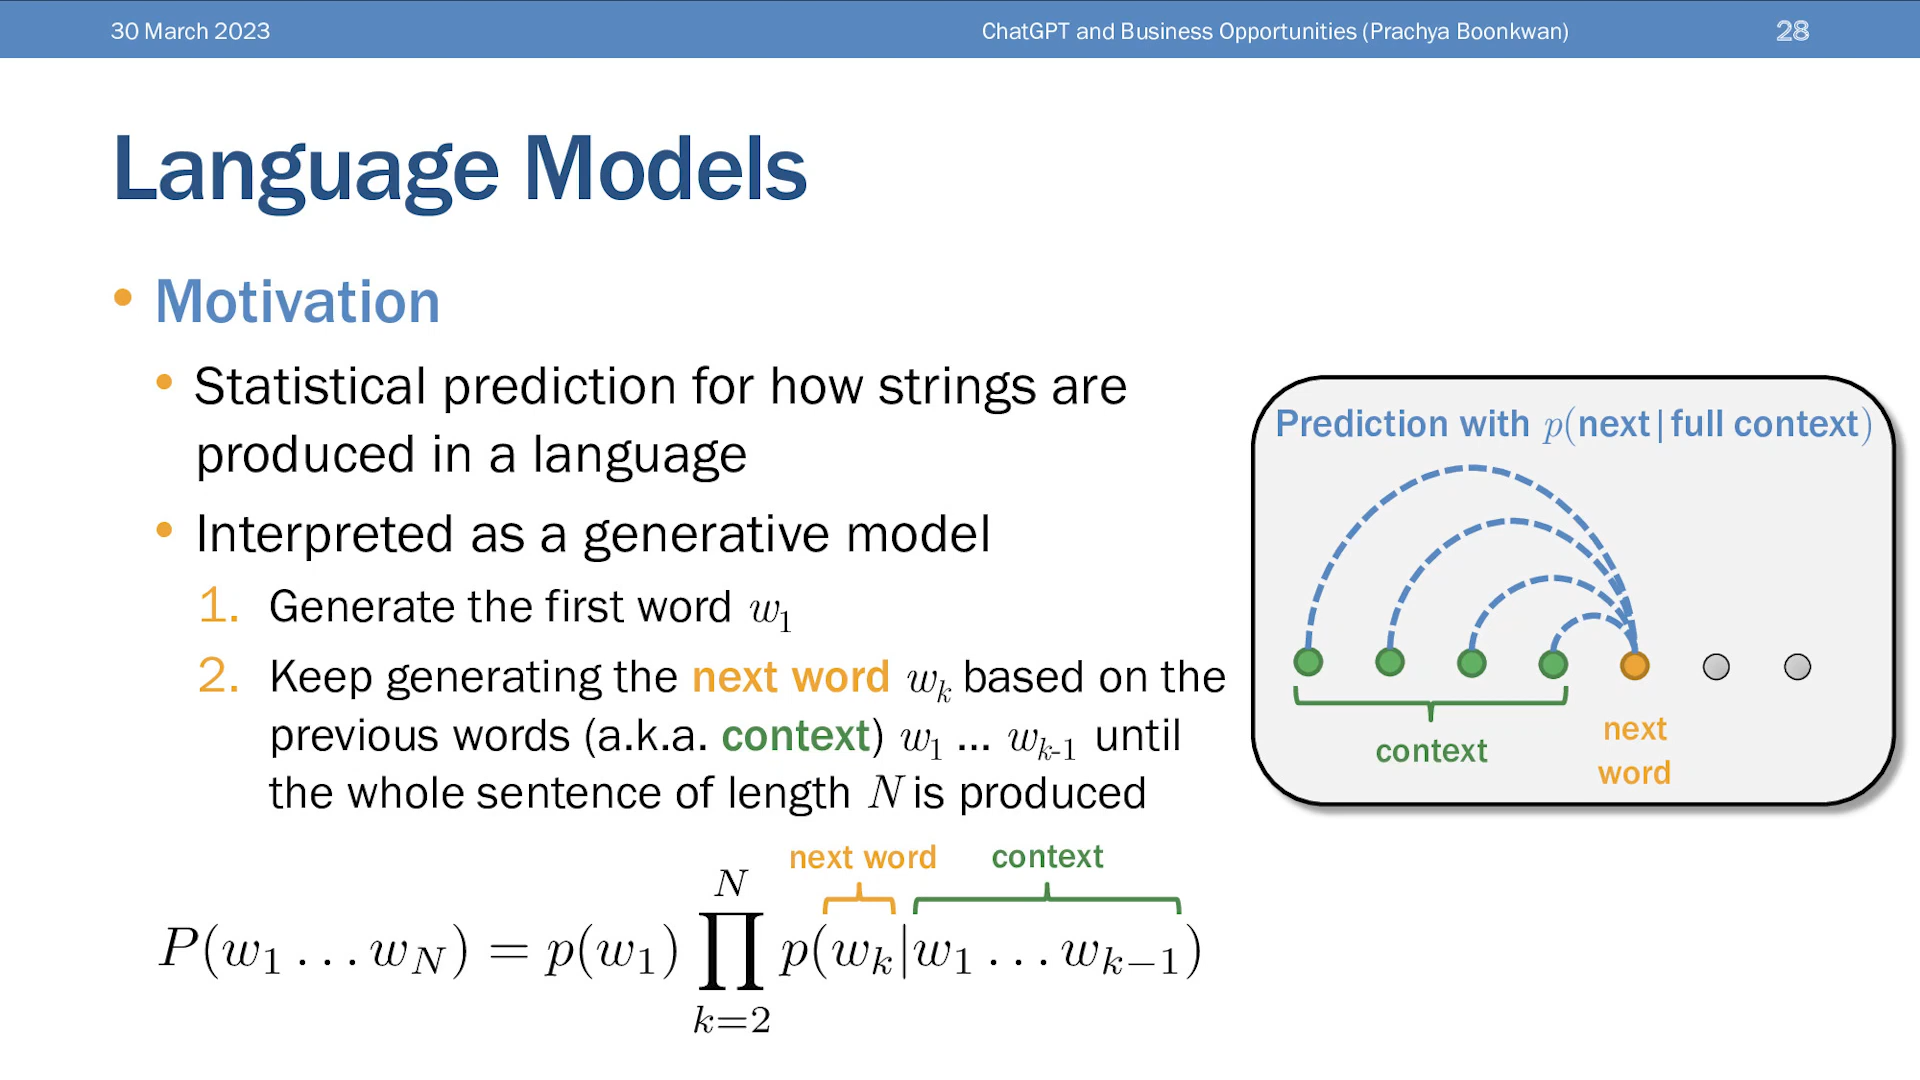 30 March 2023
ChatGPT and Business Opportunities (Prachya Boonkwan)
28
Language Models
• Motivation
• Statistical prediction for how strings are
produced in a language
• Interpreted as a generative model
1. Generate the first word w₁
2. Keep generating the next word wₖ based on the
previous words (a.k.a. context) w₁ ... wₖ₋₁ until
the whole sentence of length N is produced
next word context
P(w₁ . . . w_N) = p(w₁) ∏_{k=2}^{N} p(wₖ|w₁ . . . wₖ₋₁)
Prediction with p(next|full context)
context
next
word